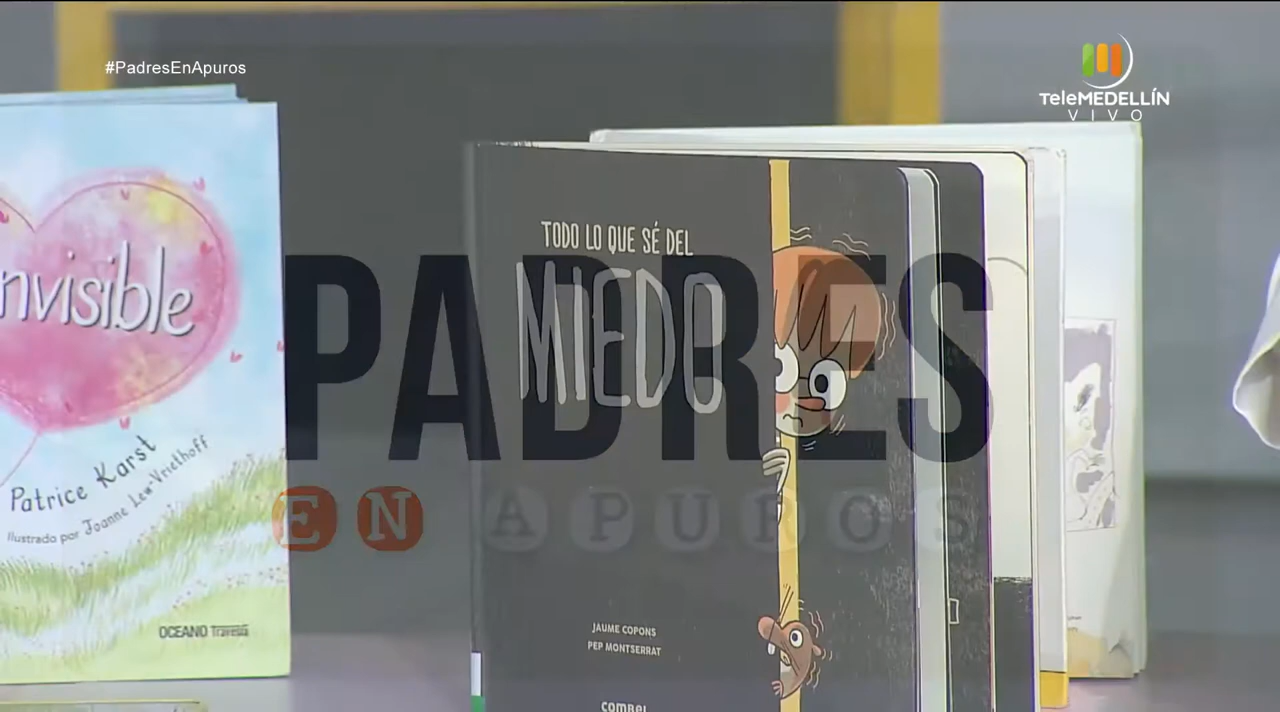 #PadresEnApuros
TeleMEDELLÍN
VIVO
nvisible
Patrice Karst
Ilustrado por Joanne Lew-Vriethoff
OCEANO Travesía
TODO LO QUE SÉ DEL
MIEDO
JAUME COPONS
PEP MONTSERRAT
combel
PADRES
EN APUROS